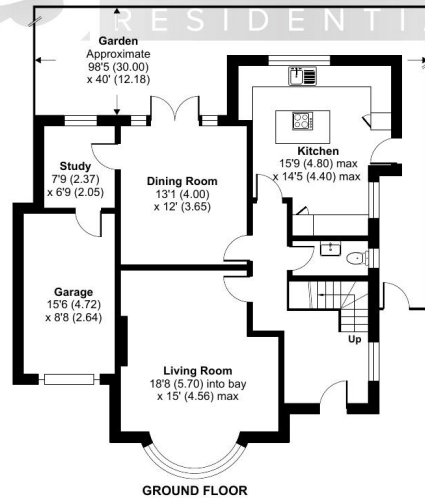 RESIDENTI
Garden
Approximate
98'5 (30.00)
x 40' (12.18)
Study
7'9 (2.37)
x 6'9 (2.05)
Dining Room
13'1 (4.00)
x 12' (3.65)
Kitchen
15'9 (4.80) max
x 14'5 (4.40) max
Garage
15'6 (4.72)
x 8'8 (2.64)
Living Room
18'8 (5.70) into bay
x 15' (4.56) max
Up
GROUND FLOOR